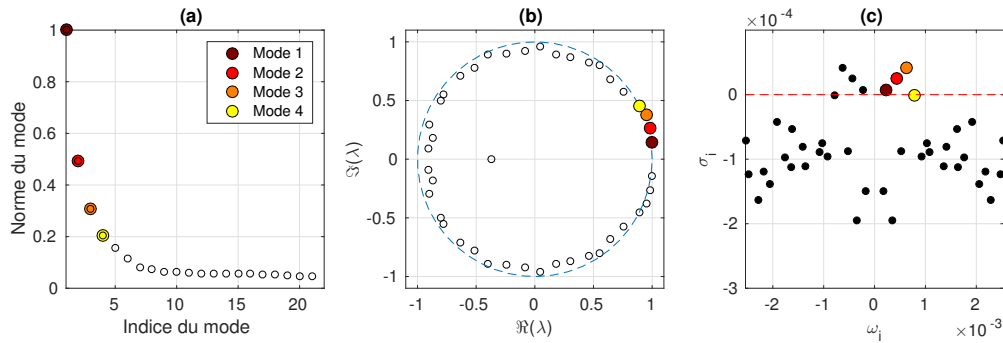 (a)
1
0.8
0.6
0.4
0.2
0
5
10
15
20
Norme du mode
Indice du mode
Mode 1
Mode 2
Mode 3
Mode 4
(b)
1
0.5
0
-0.5
-1
-1
-0.5
0
0.5
1
ℑ(λ)
ℜ(λ)
(c)
×10⁻⁴
1
0
-1
-2
-3
-2
-1
0
1
2
×10⁻³
σᵢ
ωᵢ